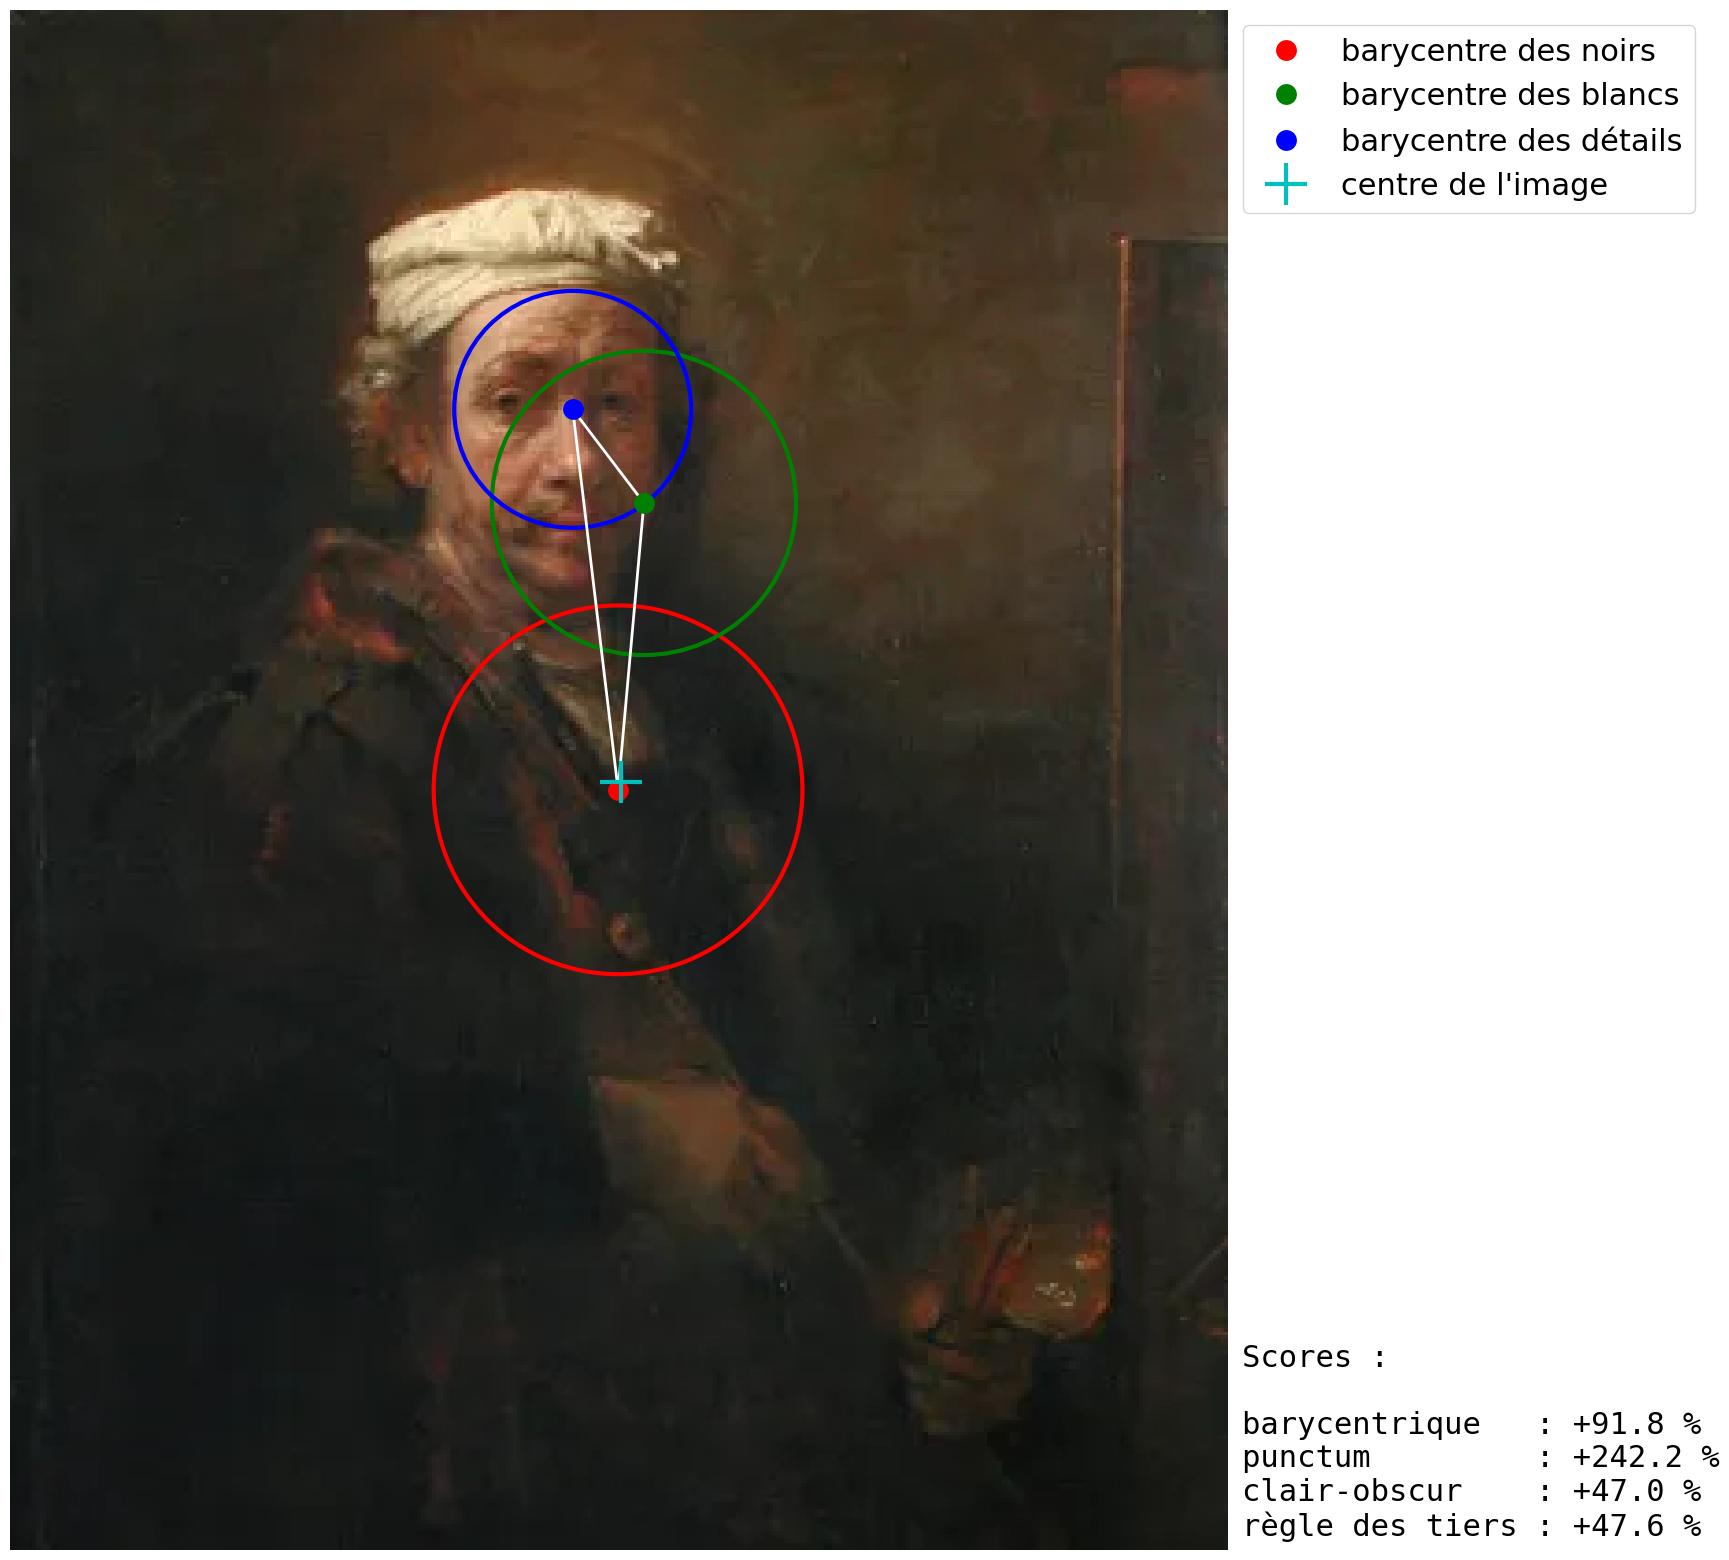 barycentre des noirs
barycentre des blancs
barycentre des détails
centre de l'image
Scores :
barycentrique : +91.8 %
punctum : +242.2 %
clair-obscur : +47.0 %
règle des tiers : +47.6 %